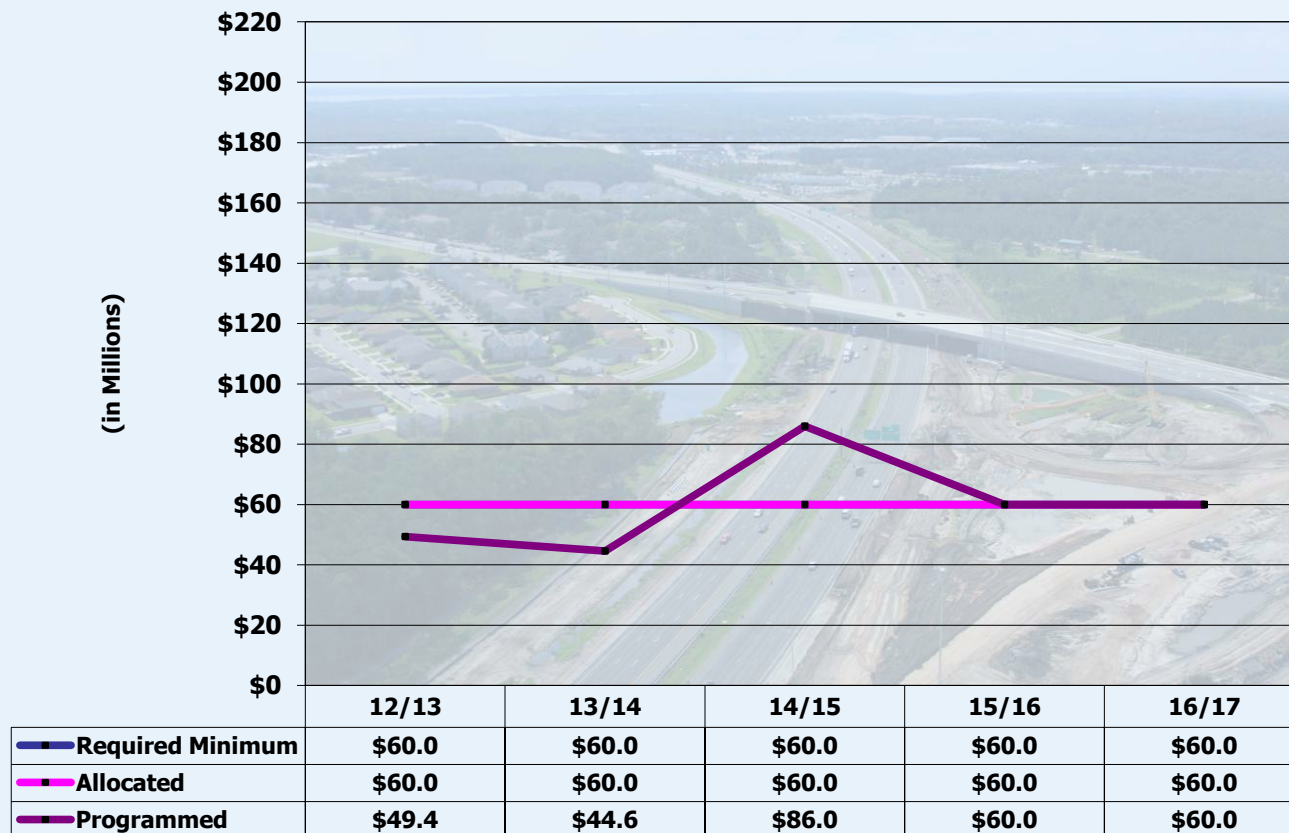 $220
$200
$180
$160
$140
$120
$100
$80
$60
$40
$20
$0
(in Millions)
12/13 13/14 14/15 15/16 16/17
Required Minimum $60.0 $60.0 $60.0 $60.0 $60.0
Allocated $60.0 $60.0 $60.0 $60.0 $60.0
Programmed $49.4 $44.6 $86.0 $60.0 $60.0